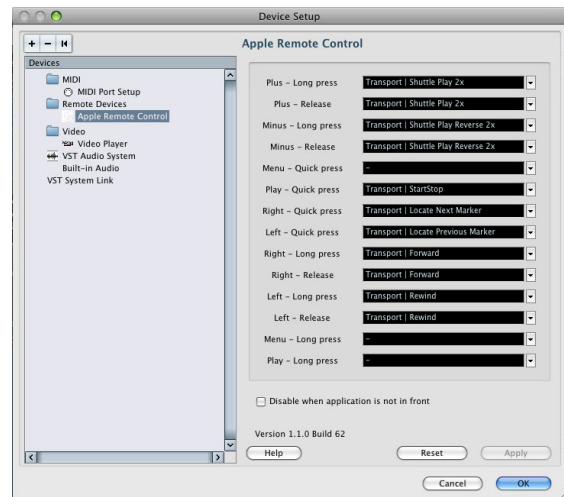 Device Setup
+ −
Devices
MIDI
MIDI Port Setup
Remote Devices
Apple Remote Control
Video
Video Player
VST Audio System
Built-in Audio
VST System Link
Apple Remote Control
Plus – Long press Transport | Shuttle Play 2x
Plus – Release Transport | Shuttle Play 2x
Minus – Long press Transport | Shuttle Play Reverse 2x
Minus – Release Transport | Shuttle Play Reverse 2x
Menu – Quick press –
Play – Quick press Transport | StartStop
Right – Quick press Transport | Locate Next Marker
Left – Quick press Transport | Locate Previous Marker
Right – Long press Transport | Forward
Right – Release Transport | Forward
Left – Long press Transport | Rewind
Left – Release Transport | Rewind
Menu – Long press –
Play – Long press –
Disable when application is not in front
Version 1.1.0 Build 62
Help Reset Apply
Cancel OK